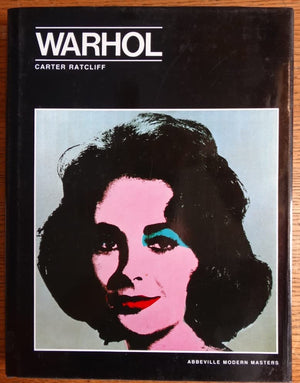 WARHOL
CARTER RATCLIFF
ABBEVILLE MODERN MASTERS